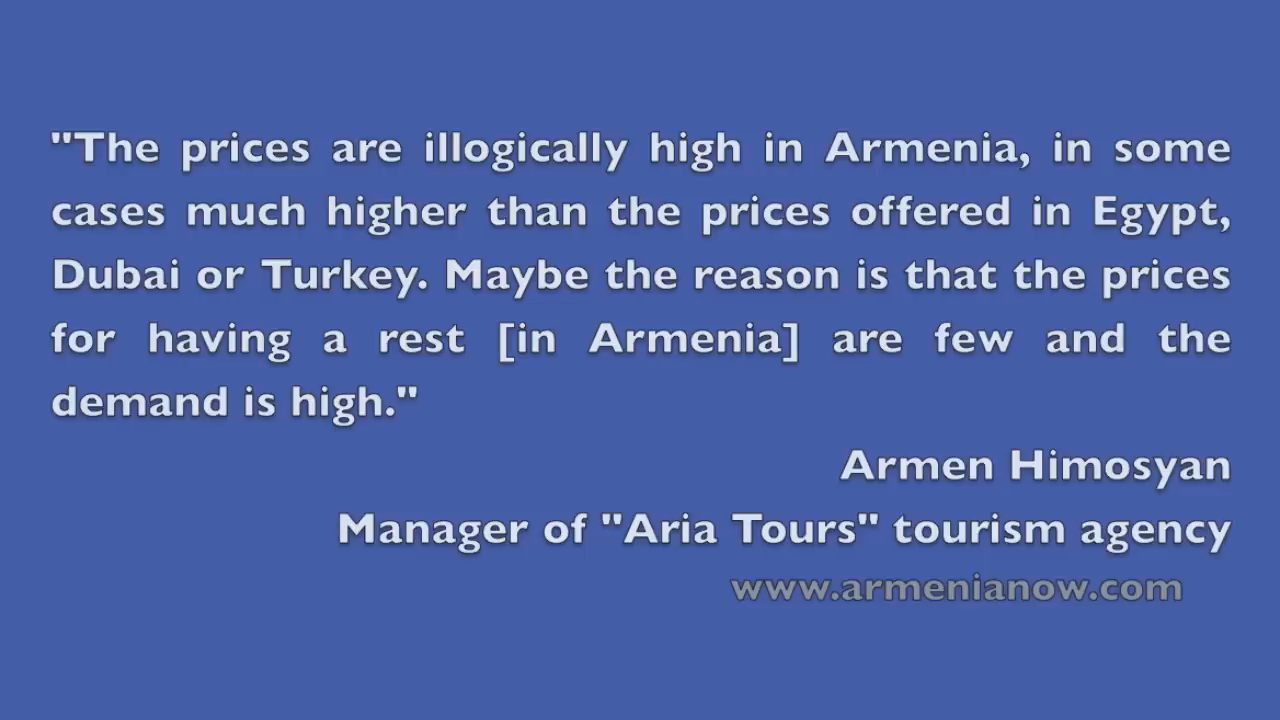 "The prices are illogically high in Armenia, in some
cases much higher than the prices offered in Egypt,
Dubai or Turkey. Maybe the reason is that the prices
for having a rest [in Armenia] are few and the
demand is high."
Armen Himosyan
Manager of "Aria Tours" tourism agency
www.armenianow.com